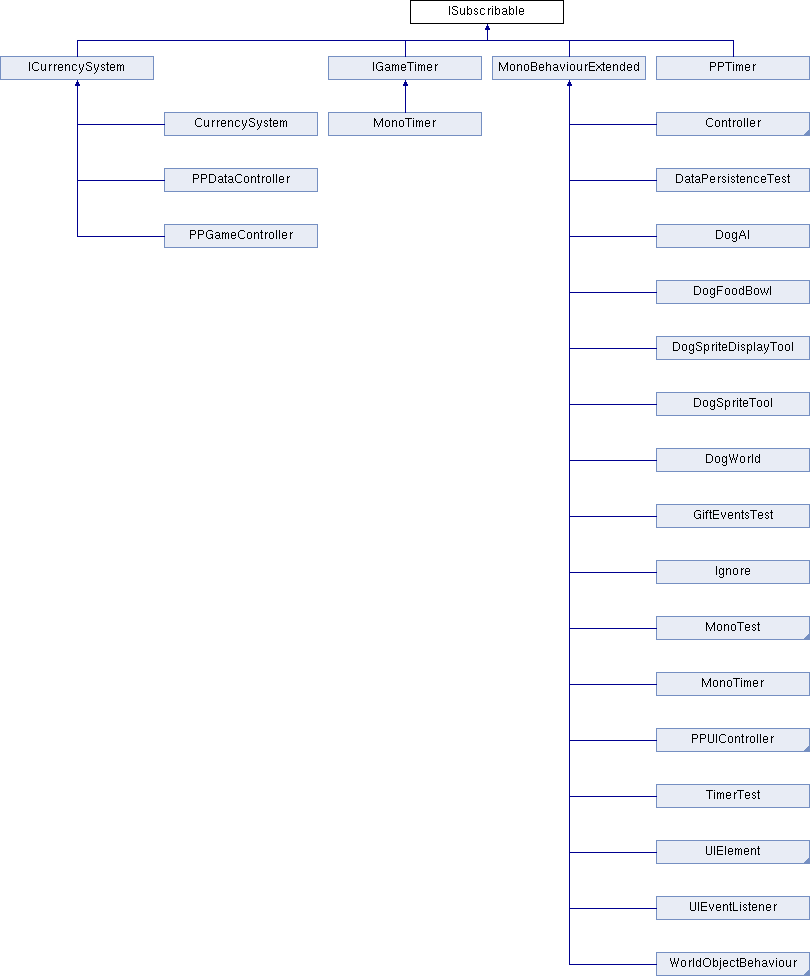 ISubscribable
ICurrencySystem
IGameTimer
MonoBehaviourExtended
PPTimer
CurrencySystem
MonoTimer
Controller
PPDataController
DataPersistenceTest
PPGameController
DogAI
DogFoodBowl
DogSpriteDisplayTool
DogSpriteTool
DogWorld
GiftEventsTest
Ignore
MonoTest
MonoTimer
PPUIController
TimerTest
UIElement
UIEventListener
WorldObjectBehaviour